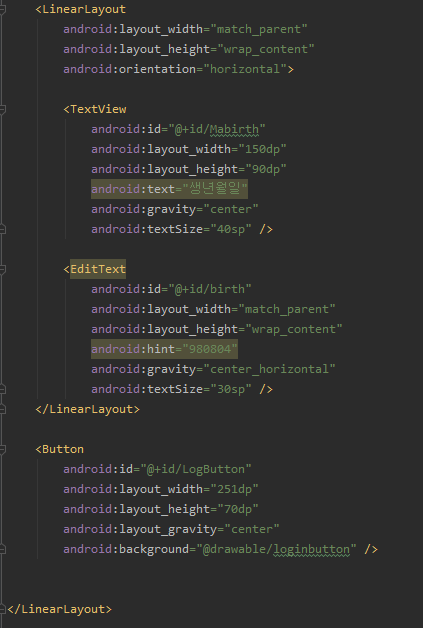 <LinearLayout
android:layout_width="match_parent"
android:layout_height="wrap_content"
android:orientation="horizontal">
<TextView
android:id="@+id/Mabirth"
android:layout_width="150dp"
android:layout_height="90dp"
android:text="생년월일"
android:gravity="center"
android:textSize="40sp" />
<EditText
android:id="@+id/birth"
android:layout_width="match_parent"
android:layout_height="wrap_content"
android:hint="980804"
android:gravity="center_horizontal"
android:textSize="30sp" />
</LinearLayout>
<Button
android:id="@+id/LogButton"
android:layout_width="251dp"
android:layout_height="70dp"
android:layout_gravity="center"
android:background="@drawable/loginbutton" />
</LinearLayout>